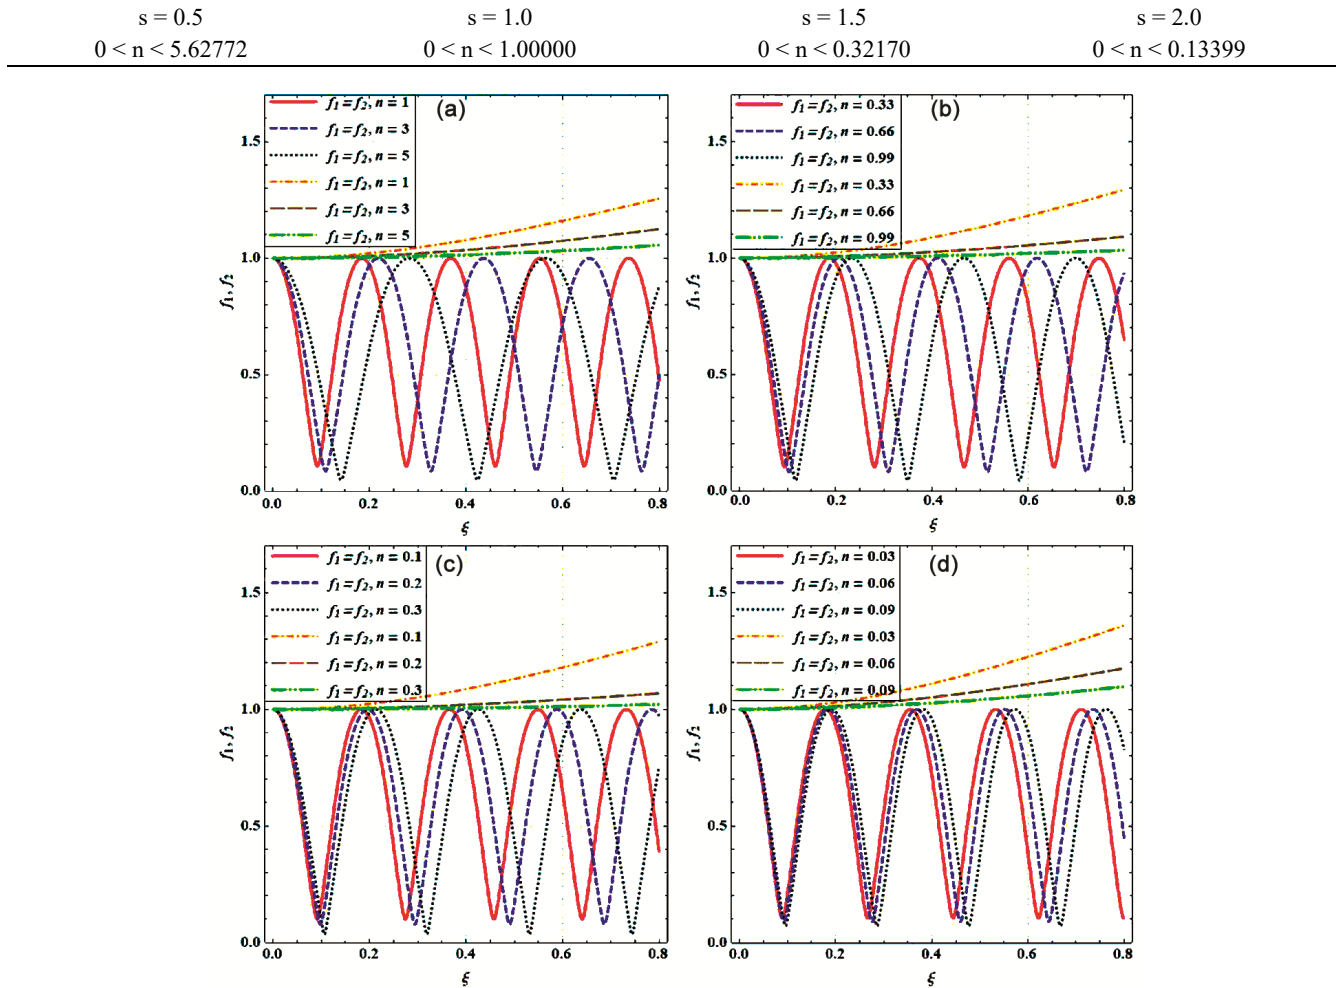 s = 0.5 s = 1.0 s = 1.5 s = 2.0
0 < n < 5.62772 0 < n < 1.00000 0 < n < 0.32170 0 < n < 0.13399
(a)
f1=f2, n = 1
f1=f2, n = 3
f1=f2, n = 5
f1=f2, n = 1
f1=f2, n = 3
f1=f2, n = 5
1.5
1.0
0.5
0.0
f1, f2
0.0 0.2 0.4 0.6 0.8
ξ
(b)
f1=f2, n = 0.33
f1=f2, n = 0.66
f1=f2, n = 0.99
f1=f2, n = 0.33
f1=f2, n = 0.66
f1=f2, n = 0.99
1.5
1.0
0.5
0.0
f1, f2
0.0 0.2 0.4 0.6 0.8
ξ
(c)
f1=f2, n = 0.1
f1=f2, n = 0.2
f1=f2, n = 0.3
f1=f2, n = 0.1
f1=f2, n = 0.2
f1=f2, n = 0.3
1.5
1.0
0.5
0.0
f1, f2
0.0 0.2 0.4 0.6 0.8
ξ
(d)
f1=f2, n = 0.03
f1=f2, n = 0.06
f1=f2, n = 0.09
f1=f2, n = 0.03
f1=f2, n = 0.06
f1=f2, n = 0.09
1.5
1.0
0.5
0.0
f1, f2
0.0 0.2 0.4 0.6 0.8
ξ